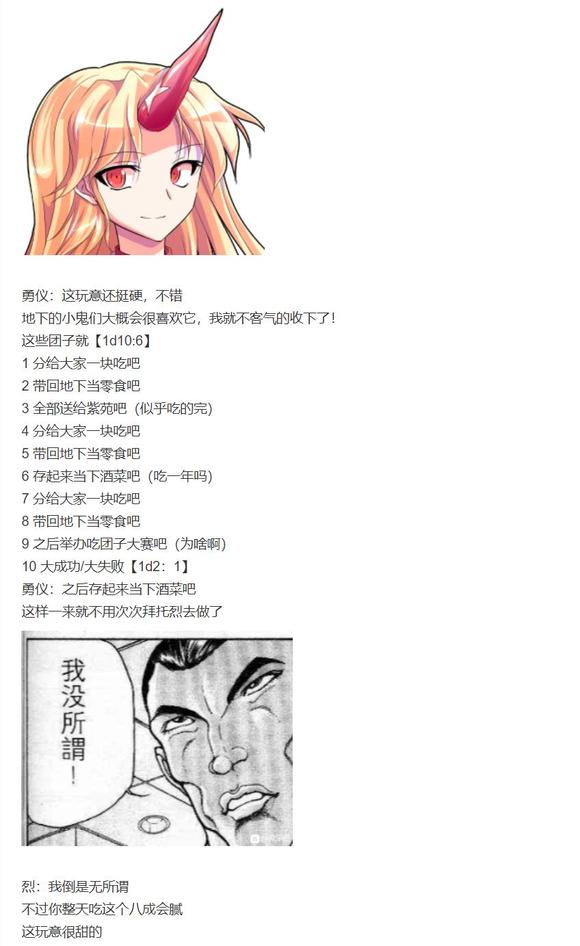 勇仪：这玩意还挺硬，不错
地下的小鬼们大概会很喜欢它，我就不客气的收下了！
这些团子就【1d10:6】
1 分给大家一块吃吧
2 带回地下当零食吧
3 全部送给紫苑吧（似乎吃的完）
4 分给大家一块吃吧
5 带回地下当零食吧
6 存起来当下酒菜吧（吃一年吗）
7 分给大家一块吃吧
8 带回地下当零食吧
9 之后举办吃团子大赛吧（为啥啊）
10 大成功/大失败【1d2：1】
勇仪：之后存起来当下酒菜吧
这样一来就不用次次拜托烈去做了
我没所謂！
烈：我倒是无所谓
不过你整天吃这个八成会腻
这玩意很甜的